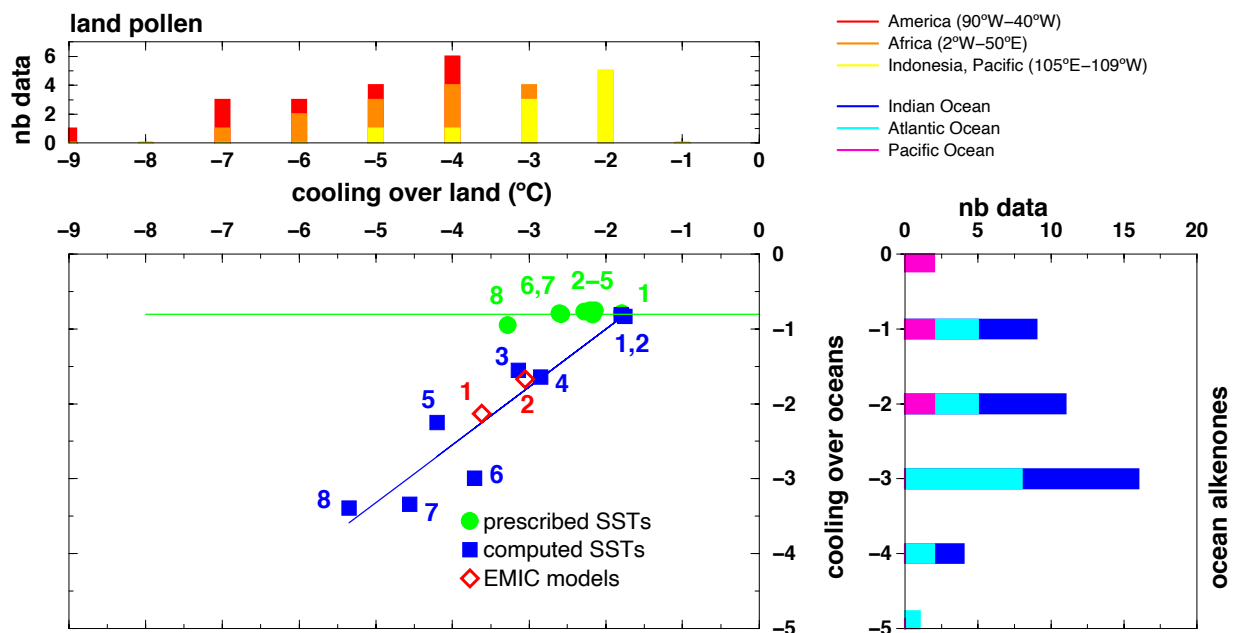 land pollen
nb data
6
4
2
0
−9 −8 −7 −6 −5 −4 −3 −2 −1 0
cooling over land (ºC)
America (90ºW−40ºW)
Africa (2ºW−50ºE)
Indonesia, Pacific (105ºE−109ºW)
Indian Ocean
Atlantic Ocean
Pacific Ocean
−9 −8 −7 −6 −5 −4 −3 −2 −1 0
0
−1
−2
−3
−4
−5
cooling over oceans
8 6,7 2−5 1
1,2
3
4
1
2
5
6
7
8
prescribed SSTs
computed SSTs
EMIC models
nb data
0 5 10 15 20
0
−1
−2
−3
−4
−5
ocean alkenones